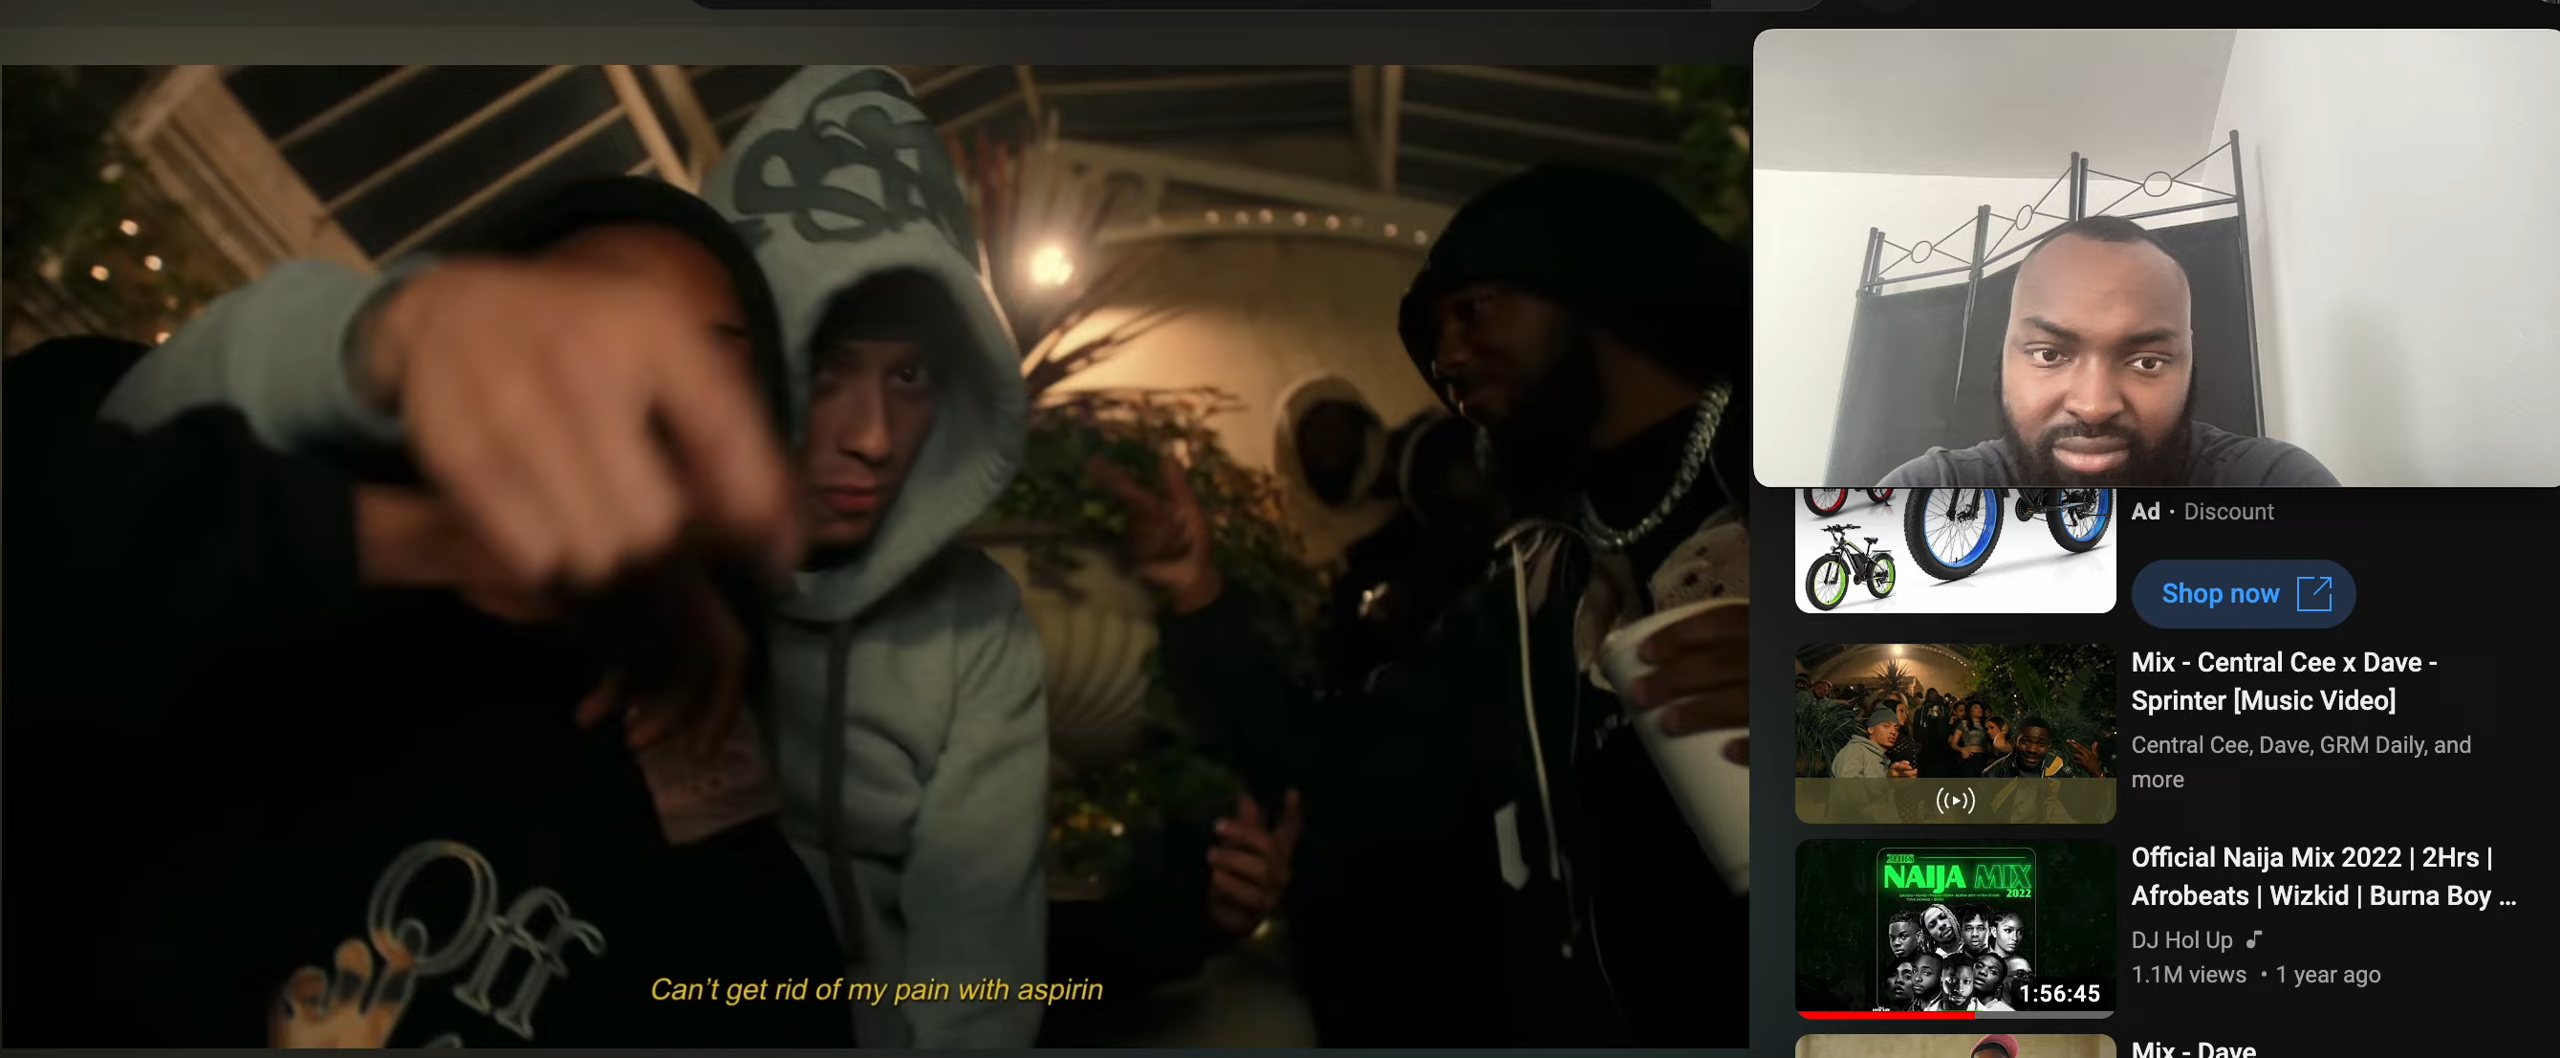 Off
Can't get rid of my pain with aspirin
Ad · Discount
Shop now
Mix - Central Cee x Dave -
Sprinter [Music Video]
Central Cee, Dave, GRM Daily, and
more
2HRS
NAIJA MIX
2022
1:56:45
Official Naija Mix 2022 | 2Hrs |
Afrobeats | Wizkid | Burna Boy ...
DJ Hol Up
1.1M views • 1 year ago
Mix - Dave